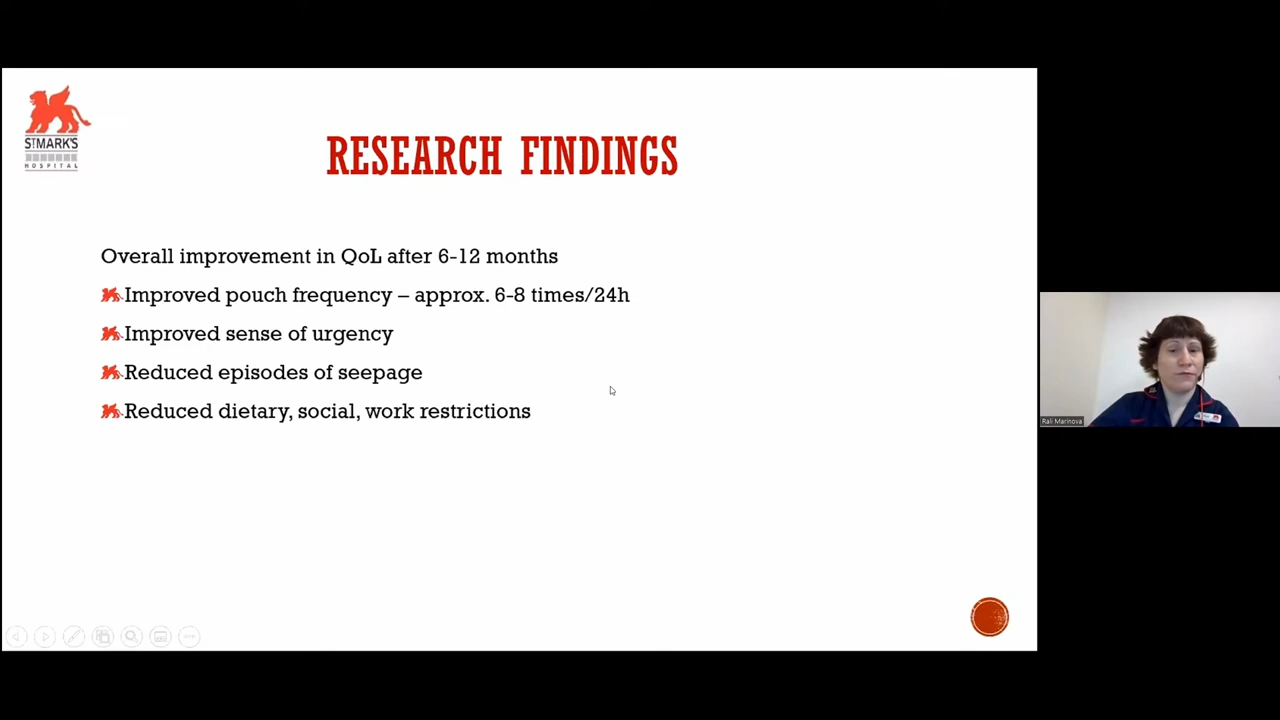 ST MARK'S
HOSPITAL
RESEARCH FINDINGS
Overall improvement in QoL after 6-12 months
Improved pouch frequency – approx. 6-8 times/24h
Improved sense of urgency
Reduced episodes of seepage
Reduced dietary, social, work restrictions
Rali Marinova